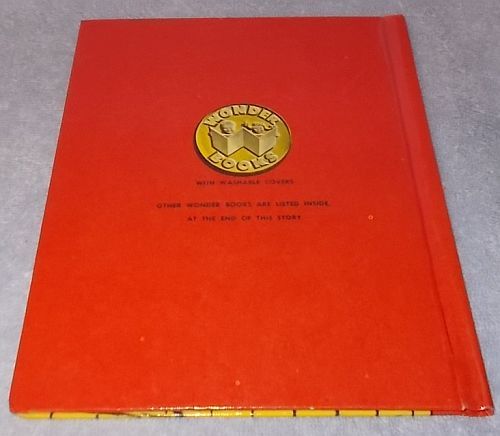 WONDER
BOOKS
WITH WASHABLE COVERS
OTHER WONDER BOOKS ARE LISTED INSIDE,
AT THE END OF THIS STORY